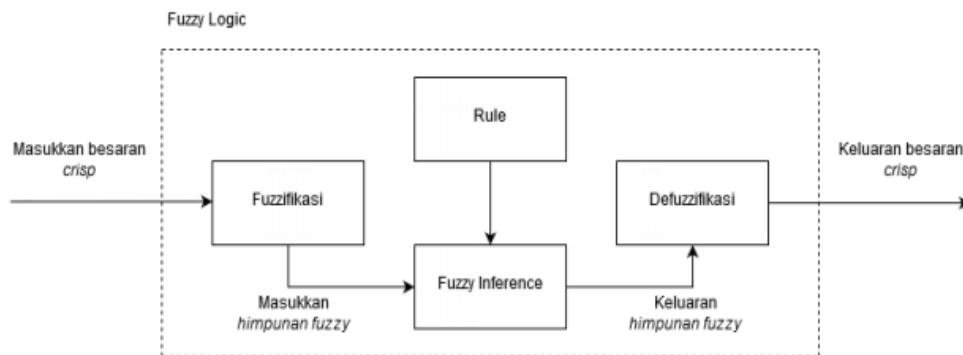 Fuzzy Logic
Rule
Masukkan besaran
crisp
Keluaran besaran
crisp
Fuzzifikasi
Defuzzifikasi
Fuzzy Inference
Masukkan
himpunan fuzzy
Keluaran
himpunan fuzzy